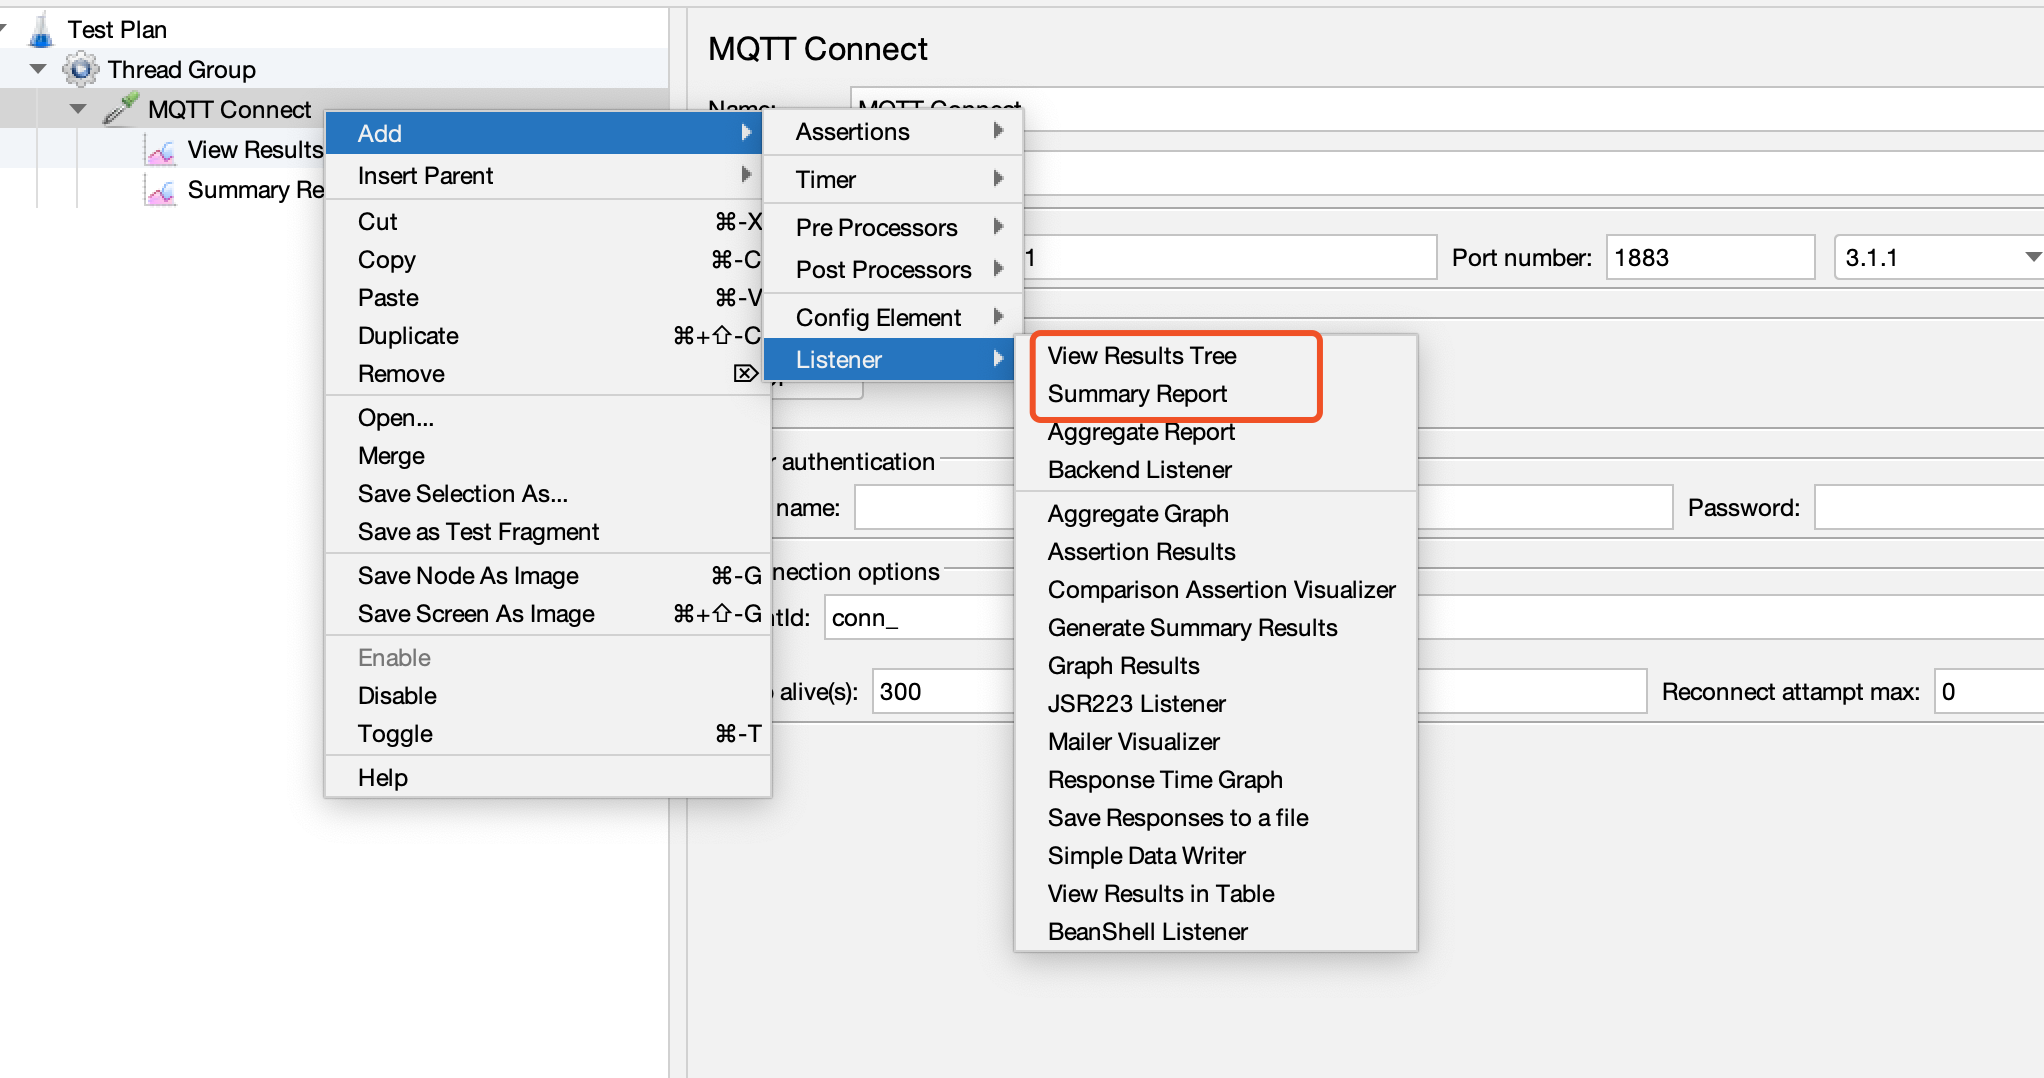 Test Plan
Thread Group
MQTT Connect
View Results
Summary Re
Add
Insert Parent
Cut ⌘-X
Copy ⌘-C
Paste ⌘-V
Duplicate ⌘+⇧-C
Remove ⌦
Open...
Merge
Save Selection As...
Save as Test Fragment
Save Node As Image ⌘-G
Save Screen As Image ⌘+⇧-G
Enable
Disable
Toggle ⌘-T
Help
Assertions
Timer
Pre Processors
Post Processors
Config Element
Listener
View Results Tree
Summary Report
Aggregate Report
Backend Listener
Aggregate Graph
Assertion Results
Comparison Assertion Visualizer
Generate Summary Results
Graph Results
JSR223 Listener
Mailer Visualizer
Response Time Graph
Save Responses to a file
Simple Data Writer
View Results in Table
BeanShell Listener
MQTT Connect
Name: MQTT Connect
1 Port number: 1883 3.1.1
r authentication
name: Password:
nection options
ntId: conn_
alive(s): 300 Reconnect attampt max: 0